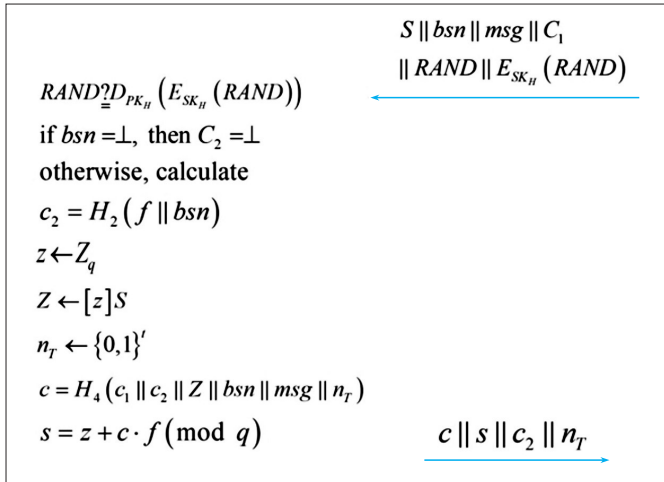 S || bsn || msg || C₁
|| RAND || E_{SK_H}(RAND)
RAND ?= D_{PK_H}(E_{SK_H}(RAND))
if bsn =⊥, then C₂ =⊥
otherwise, calculate
c₂ = H₂(f || bsn)
z ← Z_q
Z ← [z]S
n_T ← {0,1}^t
c = H₄(c₁ || c₂ || Z || bsn || msg || n_T)
s = z + c · f (mod q)
c || s || c₂ || n_T